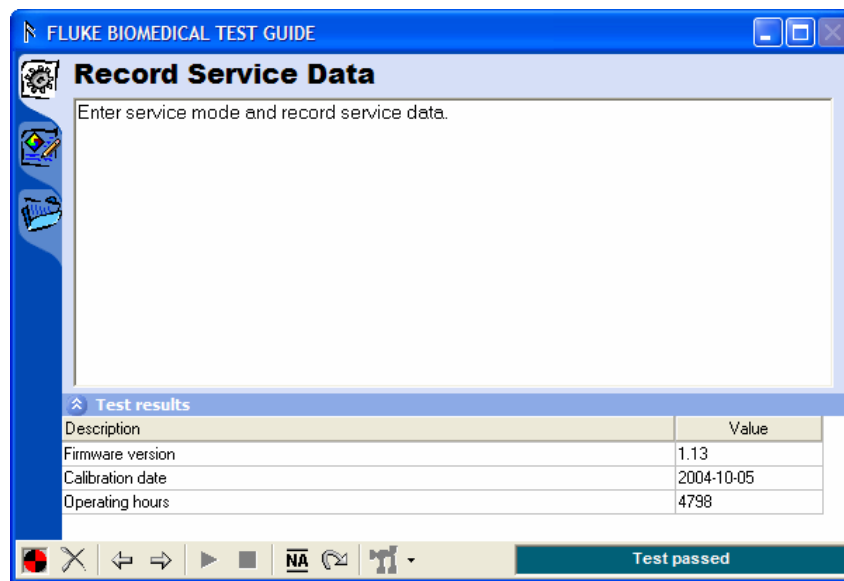 FLUKE BIOMEDICAL TEST GUIDE
Record Service Data
Enter service mode and record service data.
Test results
Description Value
Firmware version 1.13
Calibration date 2004-10-05
Operating hours 4798
NA Test passed